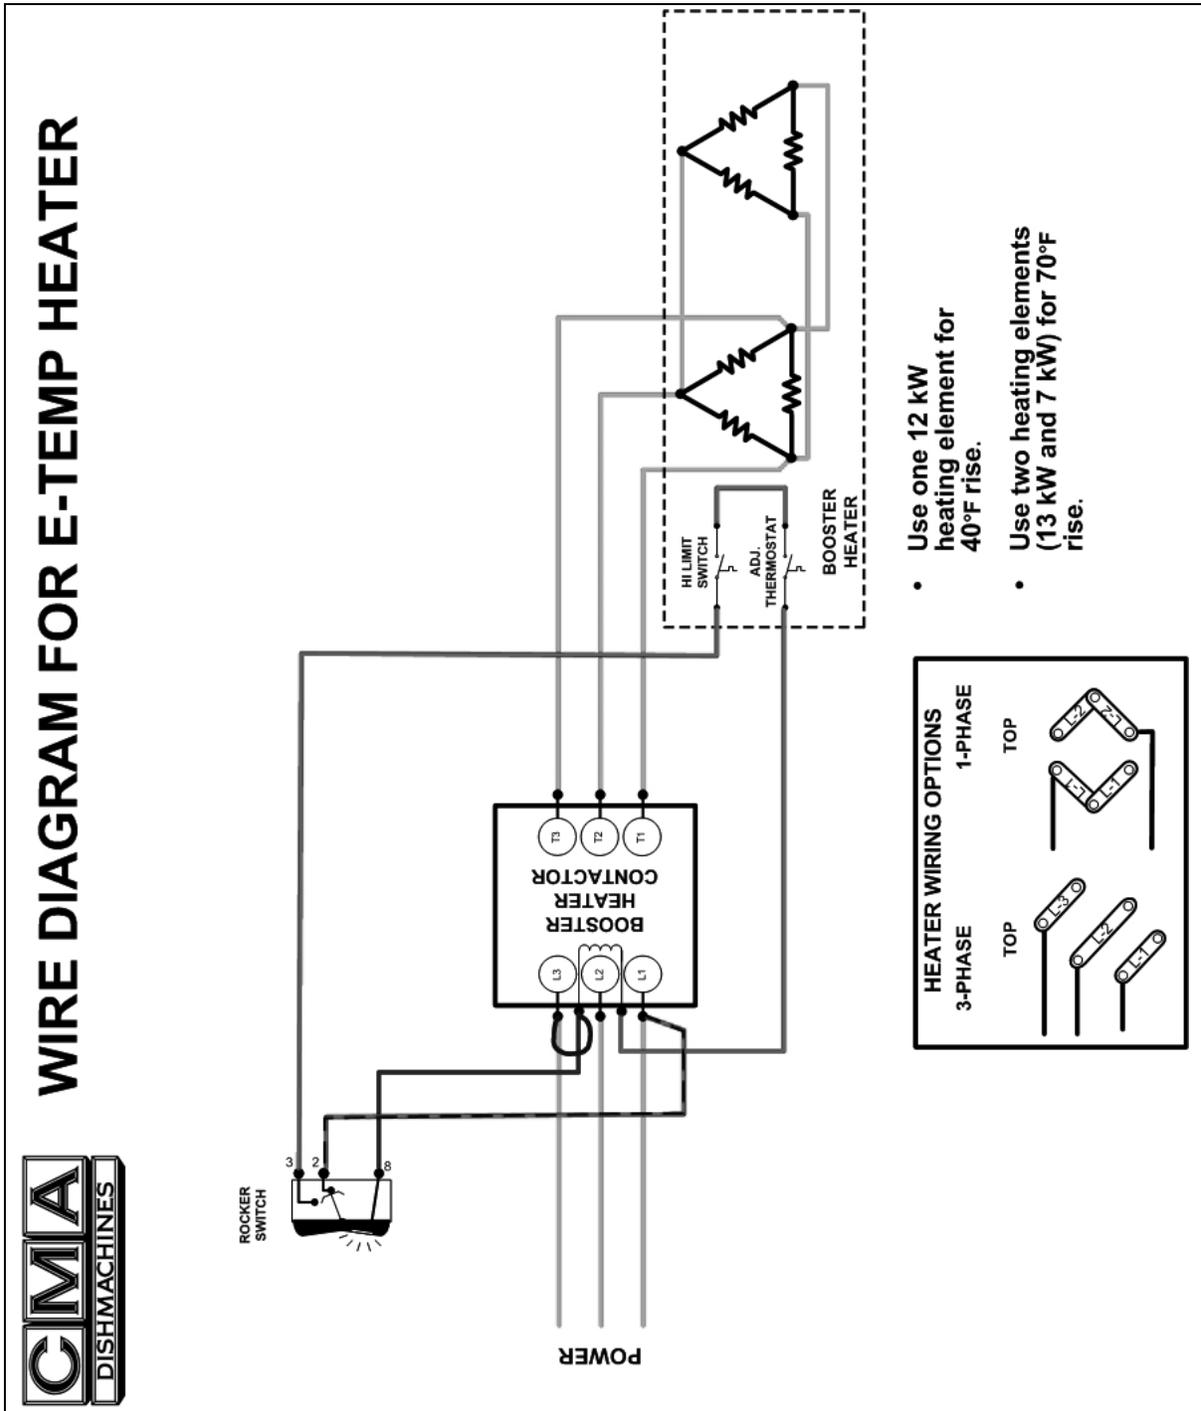 WIRE DIAGRAM FOR E-TEMP HEATER
CMA
DISHMACHINES
ROCKER
SWITCH
3
2
8
POWER
L3
L2
L1
BOOSTER
HEATER
CONTACTOR
T3
T2
T1
HI LIMIT
SWITCH
ADJ.
THERMOSTAT
BOOSTER
HEATER
HEATER WIRING OPTIONS
3-PHASE
TOP
L-3
L-2
L-1
1-PHASE
TOP
L-1
L-1
L-2
L-2
• Use one 12 kW
heating element for
40°F rise.
• Use two heating elements
(13 kW and 7 kW) for 70°F
rise.